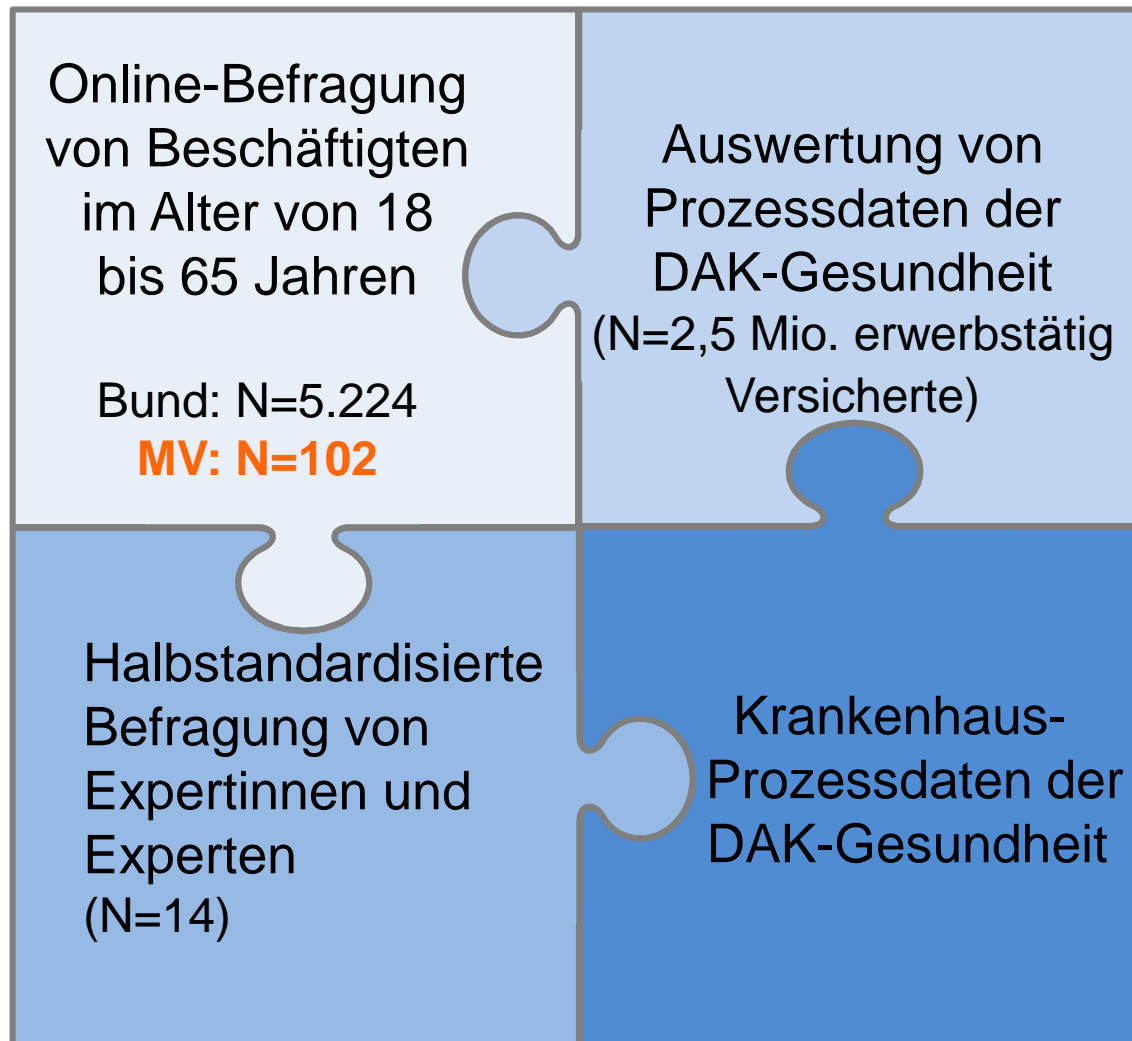 Online-Befragung
von Beschäftigten
im Alter von 18
bis 65 Jahren
Bund: N=5.224
MV: N=102
Auswertung von
Prozessdaten der
DAK-Gesundheit
(N=2,5 Mio. erwerbstätig
Versicherte)
Halbstandardisierte
Befragung von
Expertinnen und
Experten
(N=14)
Krankenhaus-
Prozessdaten der
DAK-Gesundheit